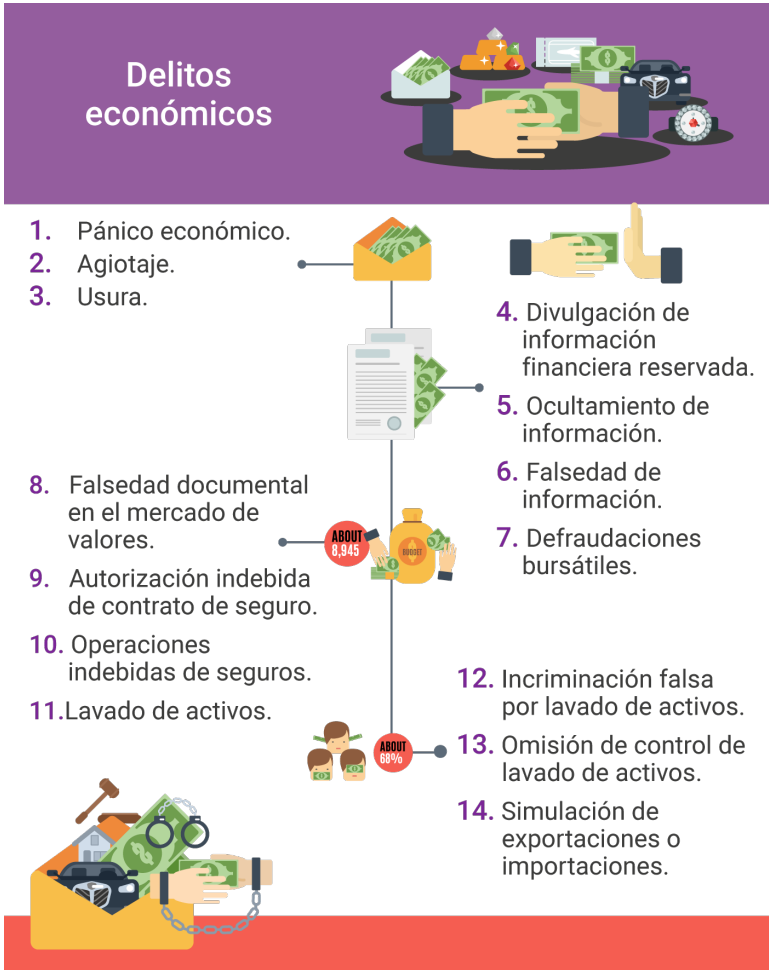 Delitos
económicos
1. Pánico económico.
2. Agiotaje.
3. Usura.
4. Divulgación de
información
financiera reservada.
5. Ocultamiento de
información.
6. Falsedad de
información.
7. Defraudaciones
bursátiles.
8. Falsedad documental
en el mercado de
valores.
9. Autorización indebida
de contrato de seguro.
10. Operaciones
indebidas de seguros.
11.Lavado de activos.
ABOUT
8,945
BUDGET
12. Incriminación falsa
por lavado de activos.
13. Omisión de control de
lavado de activos.
14. Simulación de
exportaciones o
importaciones.
ABOUT
68%